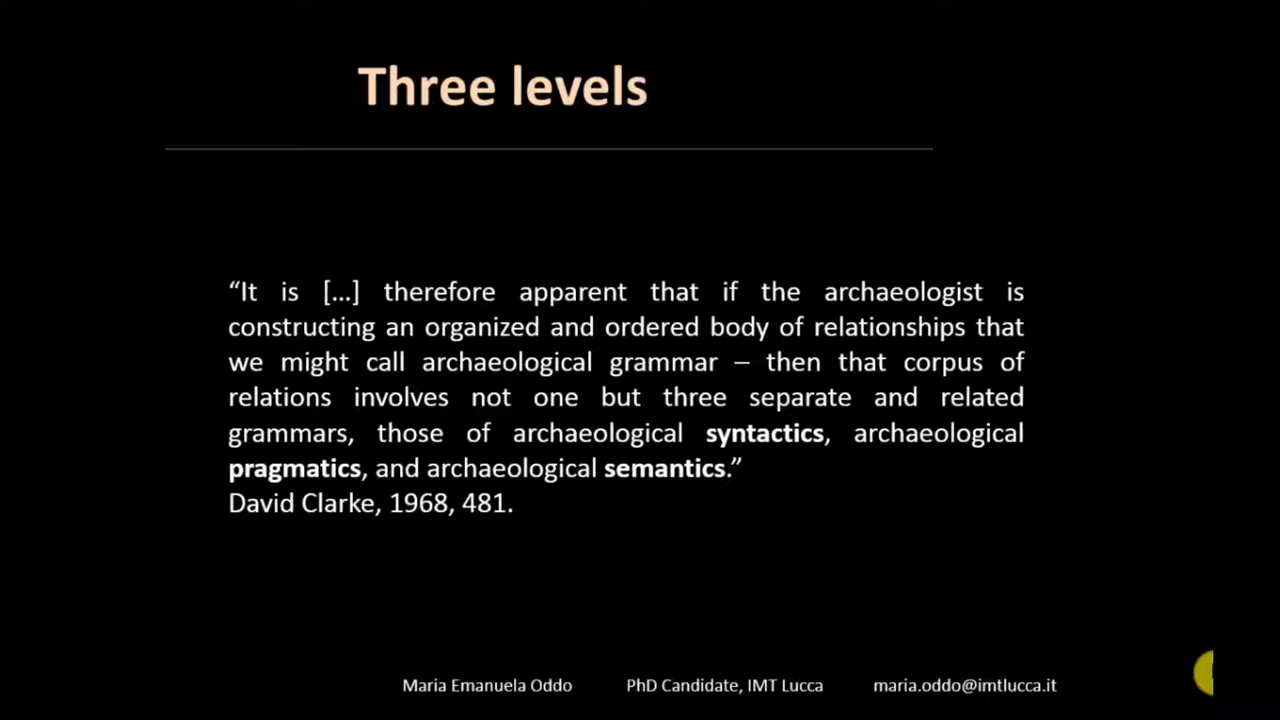 Three levels
“It is [...] therefore apparent that if the archaeologist is
constructing an organized and ordered body of relationships that
we might call archaeological grammar – then that corpus of
relations involves not one but three separate and related
grammars, those of archaeological syntactics, archaeological
pragmatics, and archaeological semantics.”
David Clarke, 1968, 481.
Maria Emanuela Oddo PhD Candidate, IMT Lucca maria.oddo@imtlucca.it